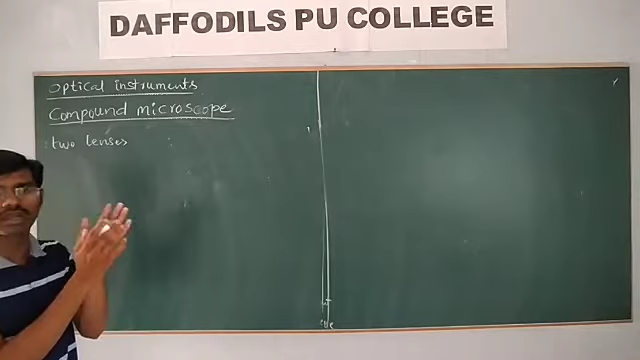 DAFFODILS PU COLLEGE
Optical instruments
Compound microscope
two lenses